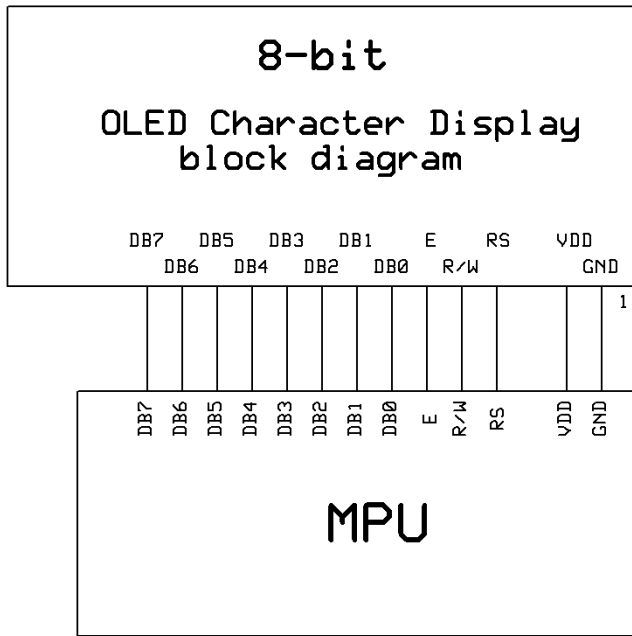 8-bit
OLED Character Display
block diagram
DB7 DB5 DB3 DB1 E RS VDD
DB6 DB4 DB2 DB0 R/W GND
1
DB7 DB6 DB5 DB4 DB3 DB2 DB1 DB0 E R/W RS VDD GND
MPU